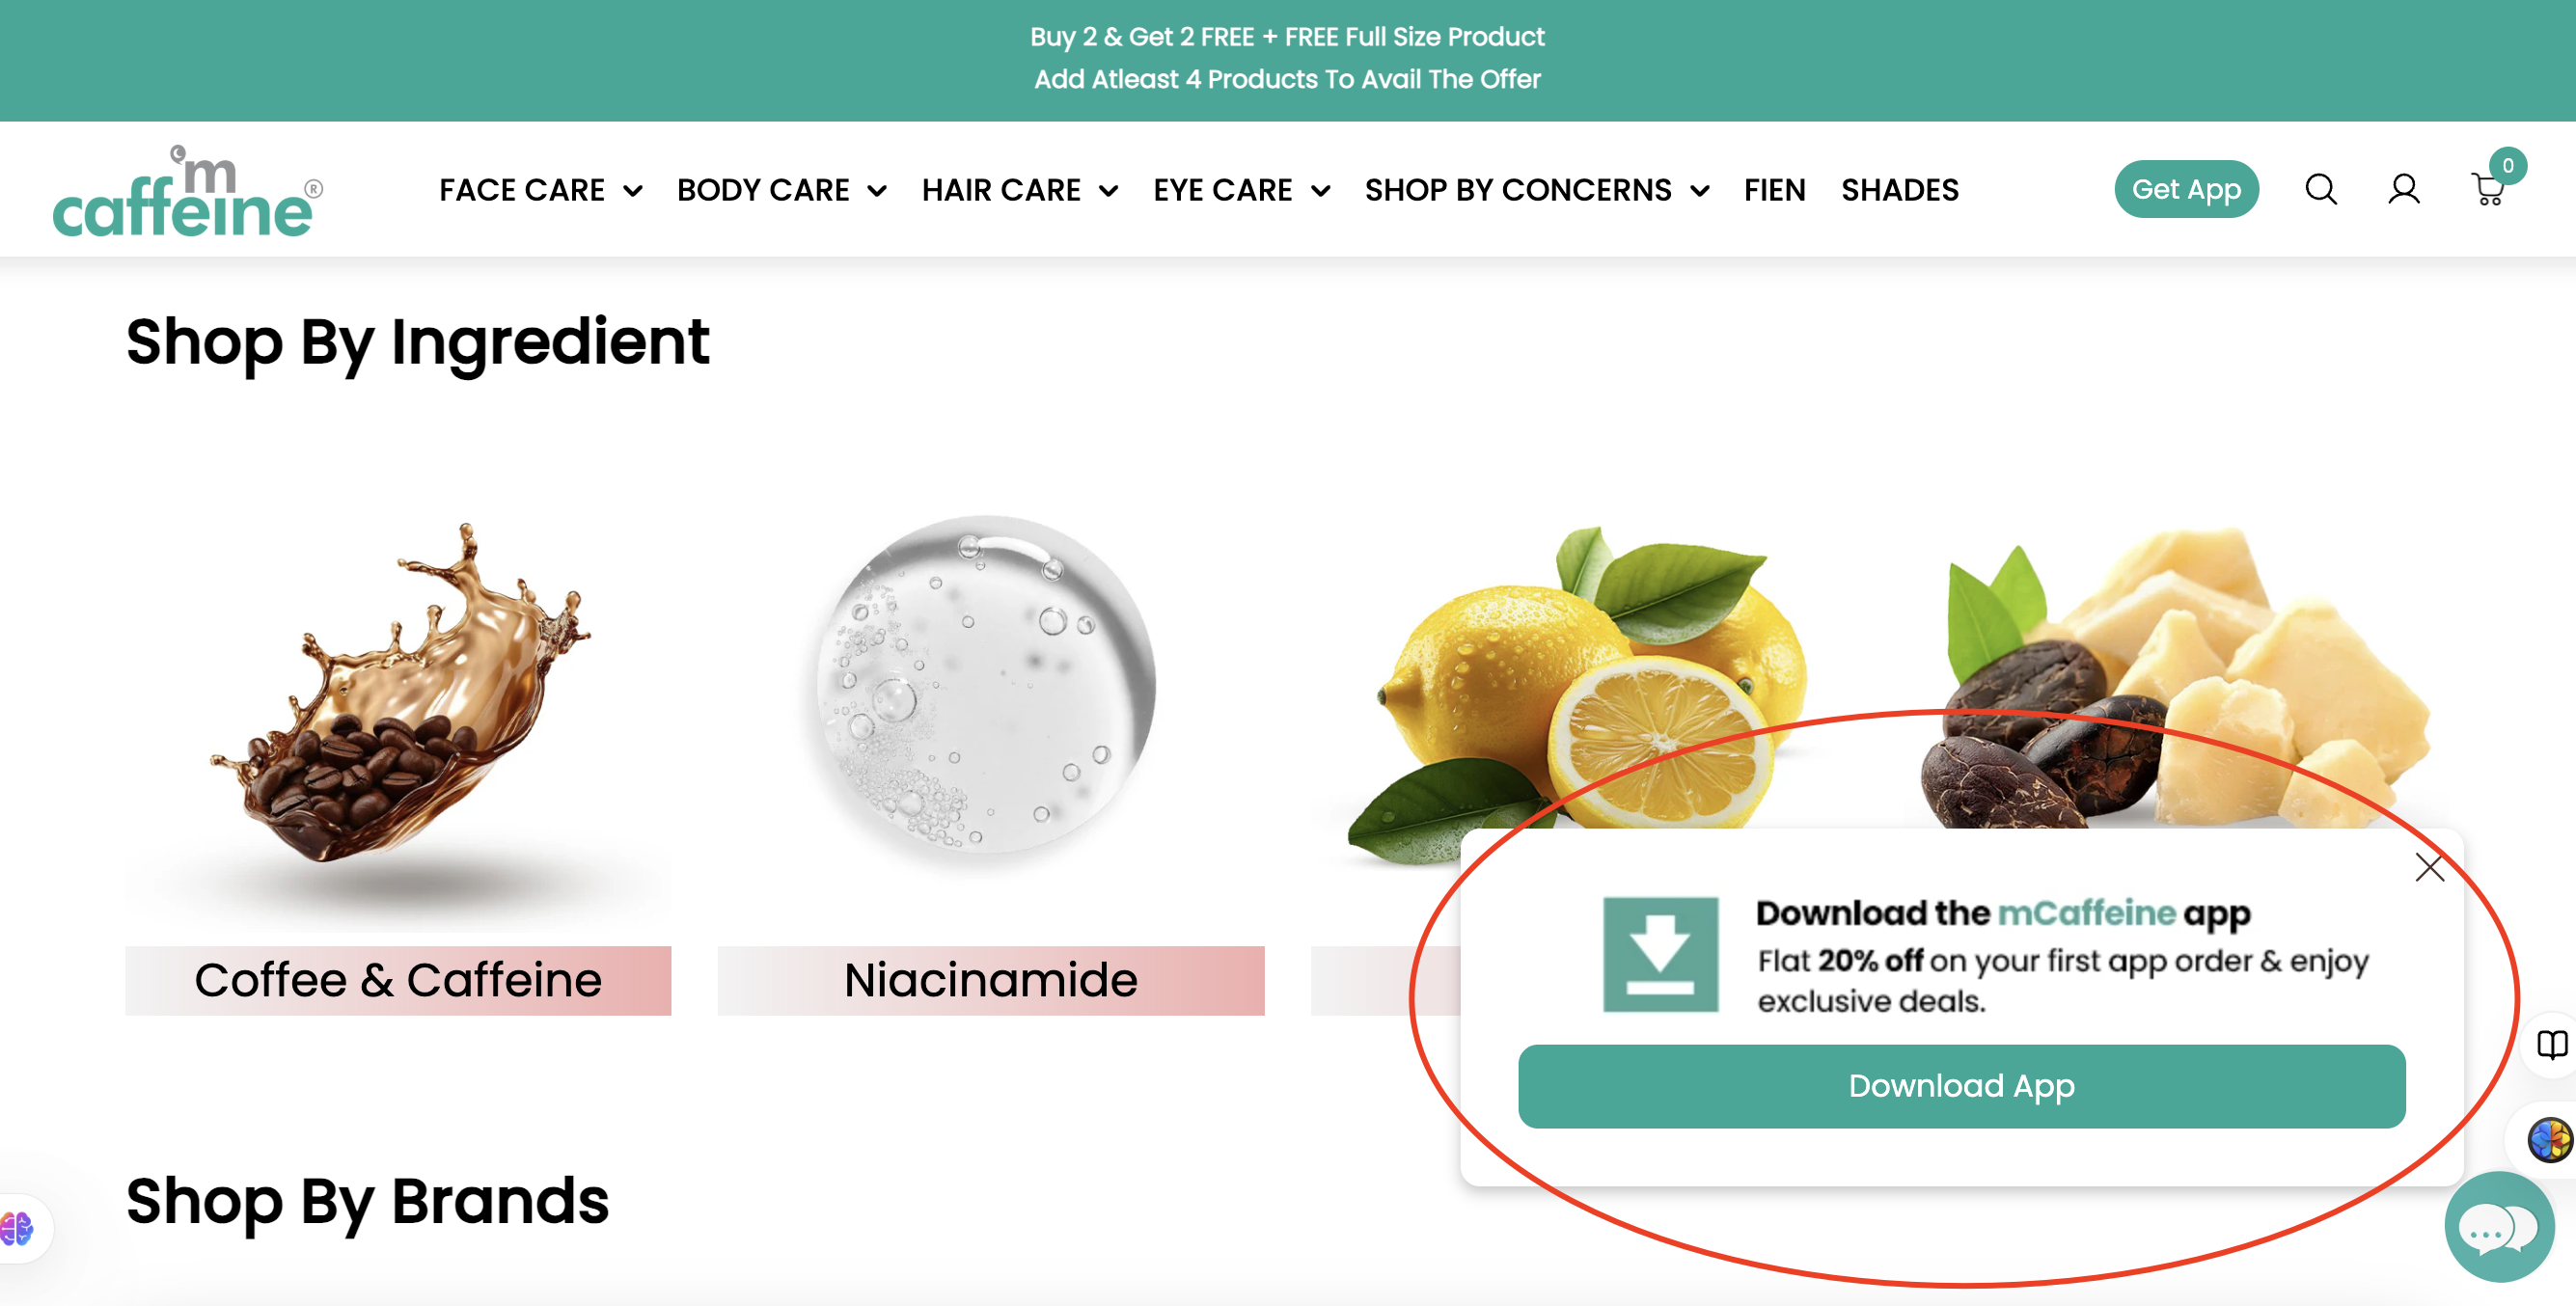 Buy 2 & Get 2 FREE + FREE Full Size Product
Add Atleast 4 Products To Avail The Offer
m
caffeine®
FACE CARE
BODY CARE
HAIR CARE
EYE CARE
SHOP BY CONCERNS
FIEN
SHADES
Get App
0
Shop By Ingredient
Coffee & Caffeine
Niacinamide
Download the mCaffeine app
Flat 20% off on your first app order & enjoy
exclusive deals.
Download App
Shop By Brands